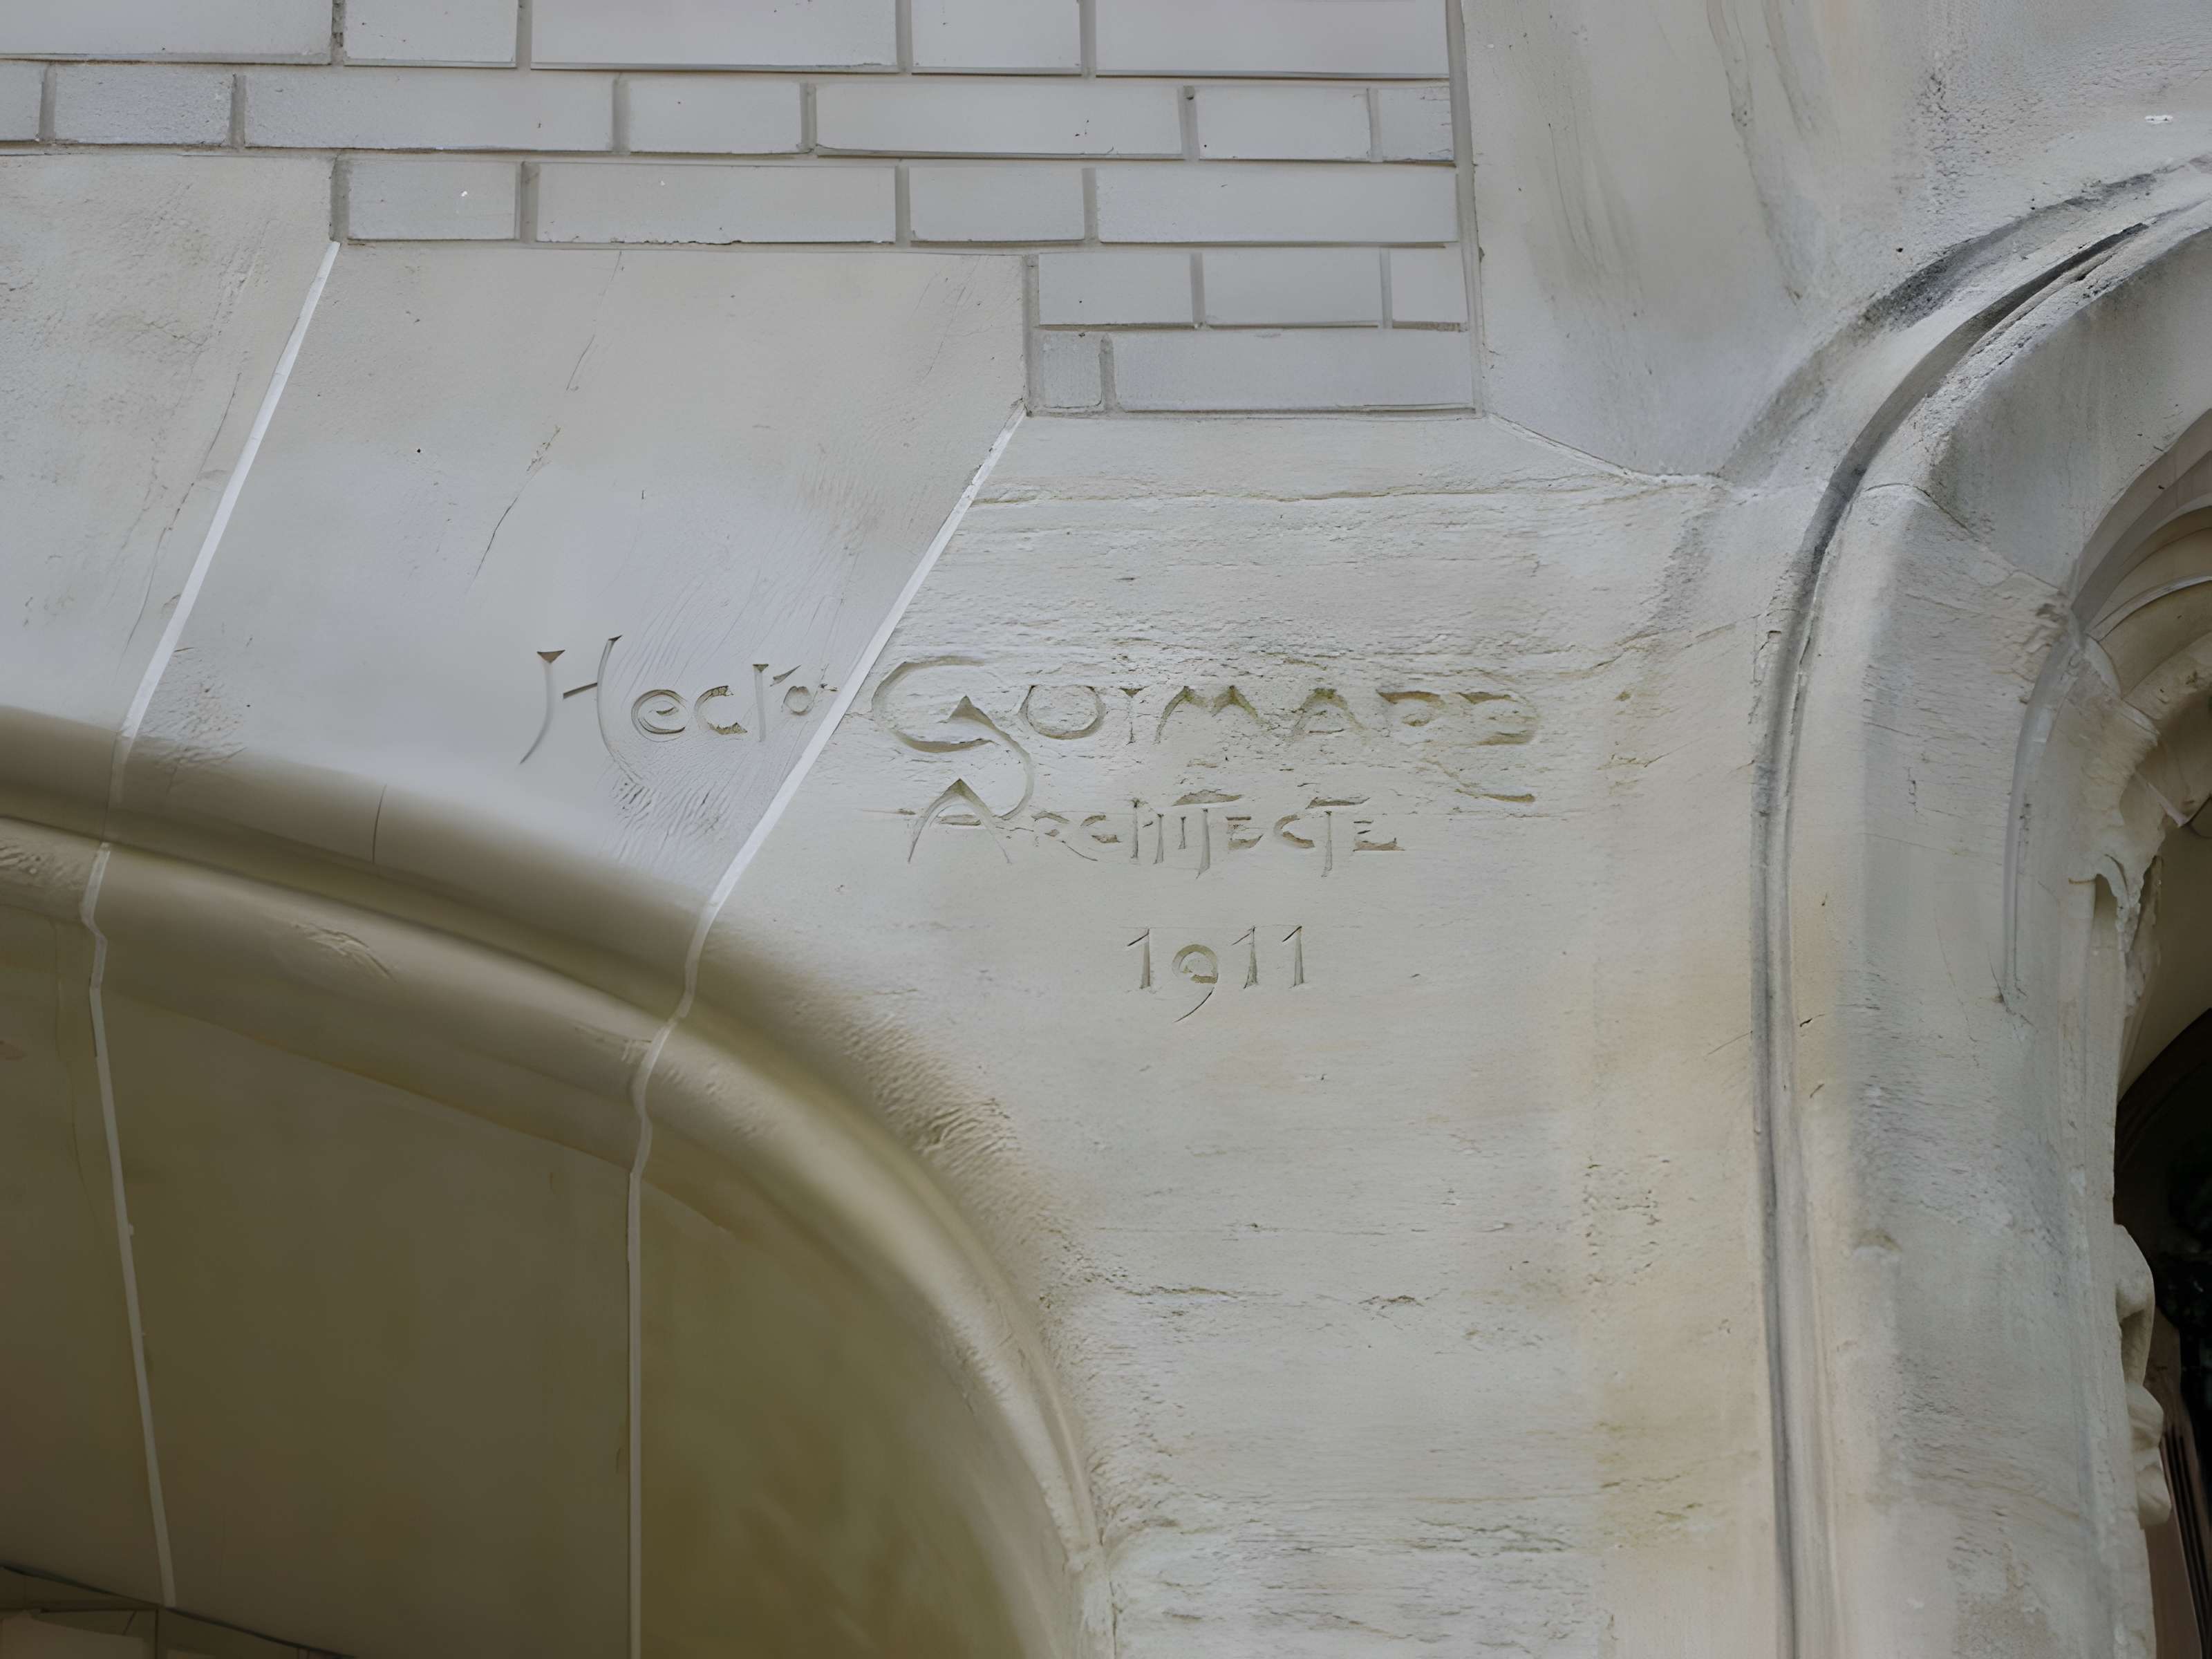 Hector Guimard
Architecte
1911